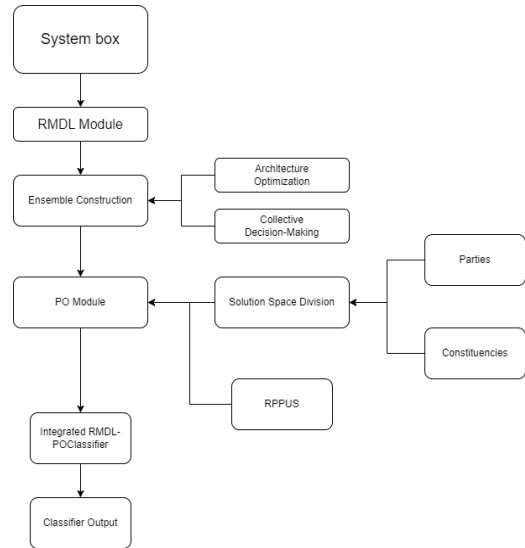 System box
RMDL Module
Architecture
Optimization
Ensemble Construction
Collective
Decision-Making
Parties
PO Module
Solution Space Division
Constituencies
RPPUS
Integrated RMDL-
POClassifier
Classifier Output